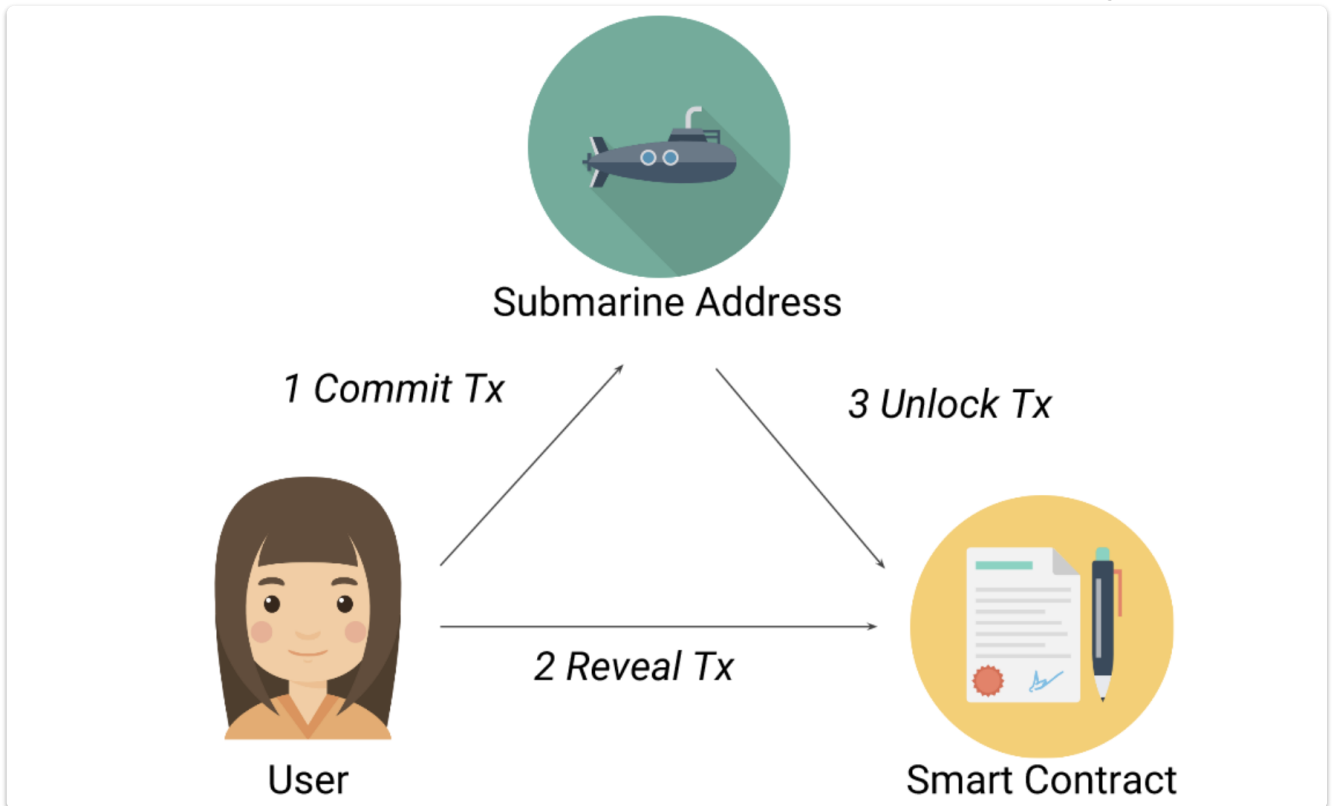 Submarine Address
1 Commit Tx
3 Unlock Tx
2 Reveal Tx
User
Smart Contract